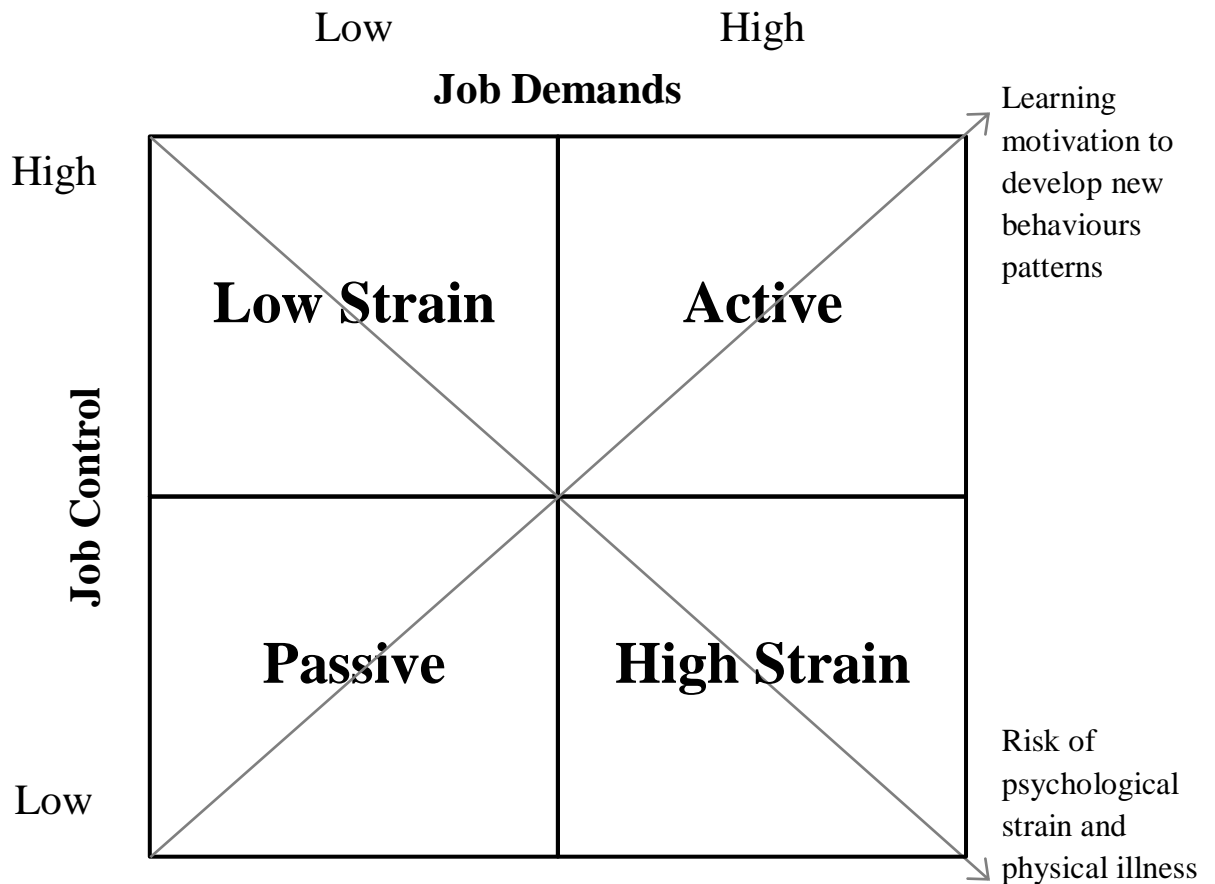 Low High
Job Demands
Learning
motivation to
develop new
behaviours
patterns
High
Low Strain Active
Job Control
Passive High Strain
Low
Risk of
psychological
strain and
physical illness